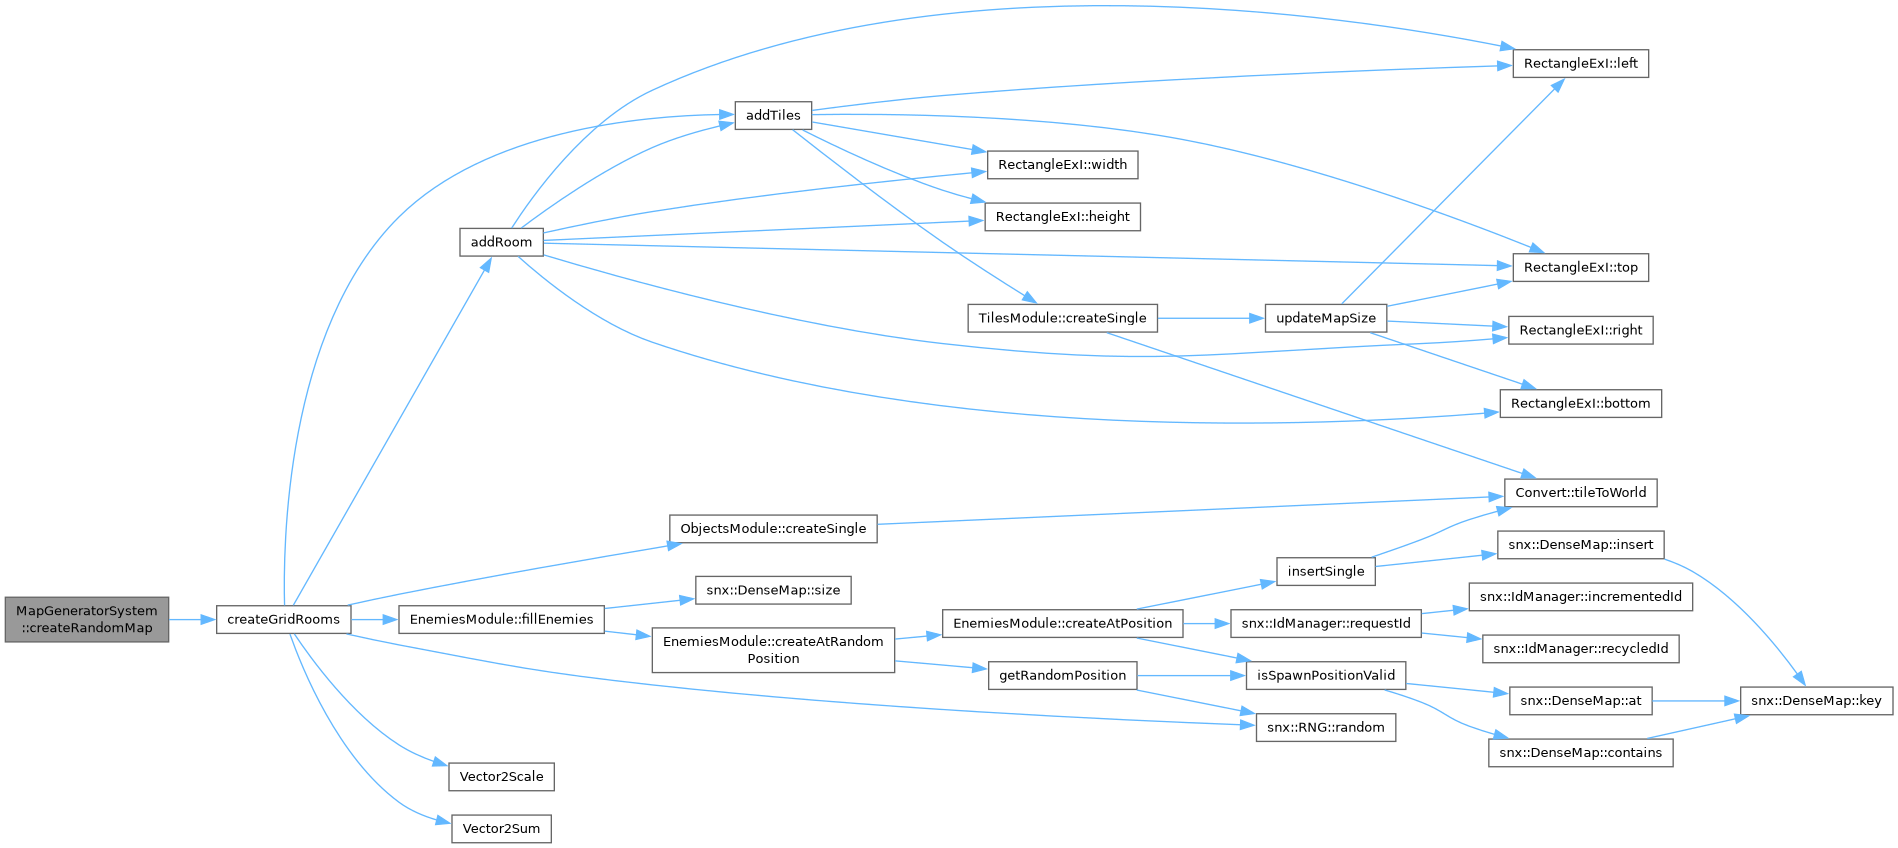 MapGeneratorSystem
::createRandomMap
createGridRooms
addRoom
addTiles
RectangleExI::left
RectangleExI::width
RectangleExI::height
RectangleExI::top
TilesModule::createSingle
updateMapSize
RectangleExI::right
RectangleExI::bottom
Convert::tileToWorld
ObjectsModule::createSingle
snx::DenseMap::insert
insertSingle
snx::DenseMap::size
EnemiesModule::fillEnemies
EnemiesModule::createAtRandom
Position
EnemiesModule::createAtPosition
snx::IdManager::requestId
snx::IdManager::incrementedId
snx::IdManager::recycledId
getRandomPosition
isSpawnPositionValid
snx::DenseMap::at
snx::DenseMap::key
snx::RNG::random
snx::DenseMap::contains
Vector2Scale
Vector2Sum